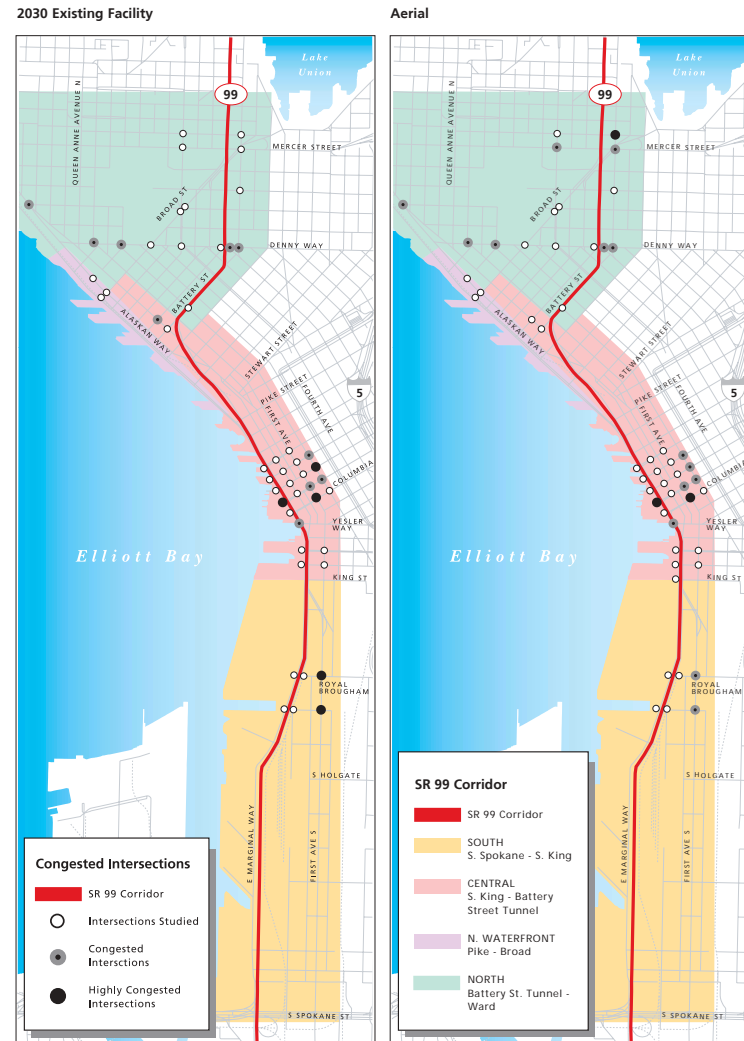 2030 Existing Facility
Lake
Union
99
QUEEN ANNE AVENUE N
MERCER STREET
BROAD ST
DENNY WAY
BATTERY ST
ALASKAN WAY
STEWART STREET
PIKE STREET
FOURTH AVE
5
FIRST AVE
COLUMBIA
YESLER
WAY
Elliott Bay
KING ST
ROYAL
BROUGHAM
S HOLGATE
E MARGINAL WAY
FIRST AVE S
S SPOKANE ST
Congested Intersections
SR 99 Corridor
Intersections Studied
Congested
Intersctions
Highly Congested
Intersections
Aerial
Lake
Union
99
QUEEN ANNE AVENUE N
MERCER STREET
BROAD ST
DENNY WAY
BATTERY ST
ALASKAN WAY
STEWART STREET
PIKE STREET
FOURTH AVE
5
FIRST AVE
COLUMBIA
YESLER
WAY
Elliott Bay
KING ST
ROYAL
BROUGHAM
S HOLGATE
E MARGINAL WAY
FIRST AVE S
S SPOKANE ST
SR 99 Corridor
SR 99 Corridor
SOUTH
S. Spokane - S. King
CENTRAL
S. King - Battery
Street Tunnel
N. WATERFRONT
Pike - Broad
NORTH
Battery St. Tunnel -
Ward